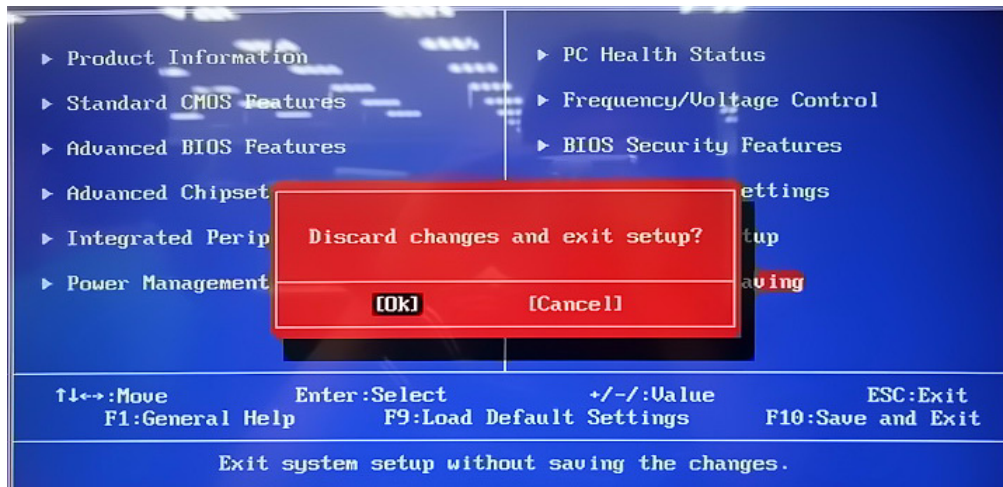 Product Information
Standard CMOS Features
Advanced BIOS Features
Advanced Chipset
Integrated Perip
Power Management
PC Health Status
Frequency/Voltage Control
BIOS Security Features
ettings
tup
aving
Discard changes and exit setup?
[Ok] [Cancel]
↑↓←→:Move Enter:Select +/-/:Value ESC:Exit
F1:General Help F9:Load Default Settings F10:Save and Exit
Exit system setup without saving the changes.